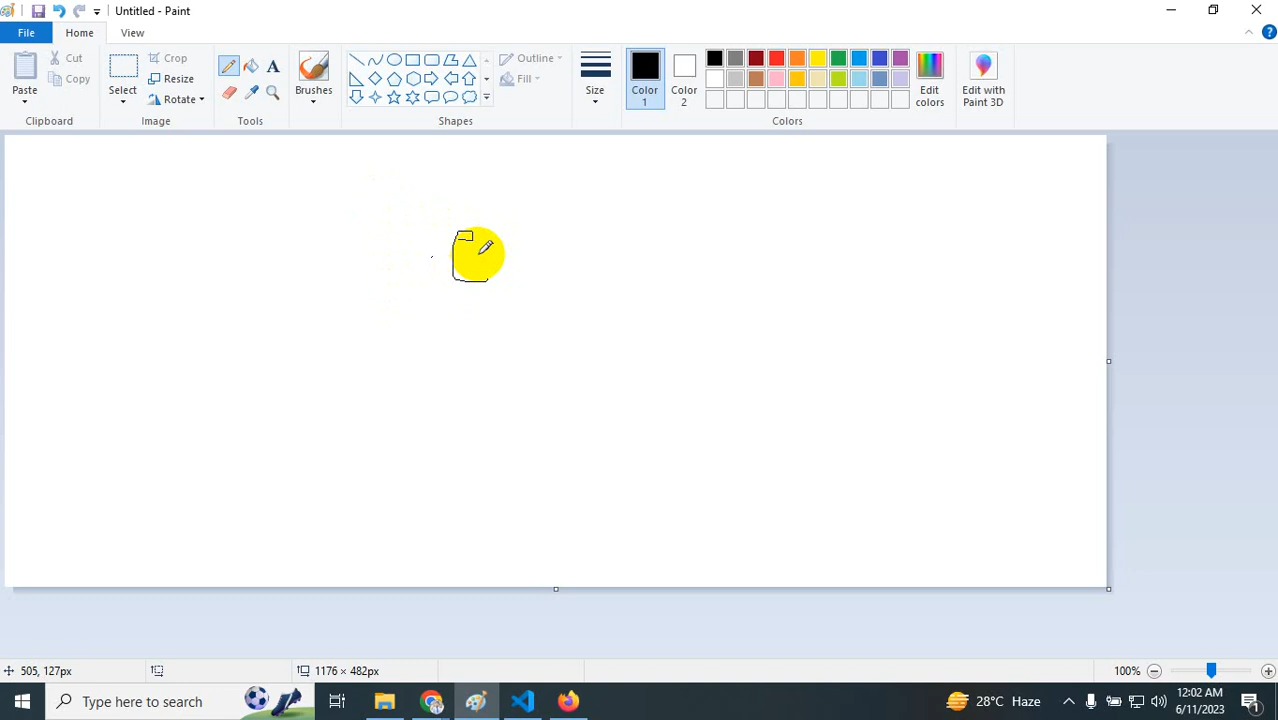 Untitled - Paint
File Home View
Paste
Cut
Copy
Clipboard
Select
Crop
Resize
Rotate
Image
A
Tools
Brushes
Outline
Fill
Shapes
Size
Color 1
Color 2
Edit colors
Colors
Edit with Paint 3D
505, 127px
1176 × 482px
100%
Type here to search
28°C Haze
12:02 AM
6/11/2023
1